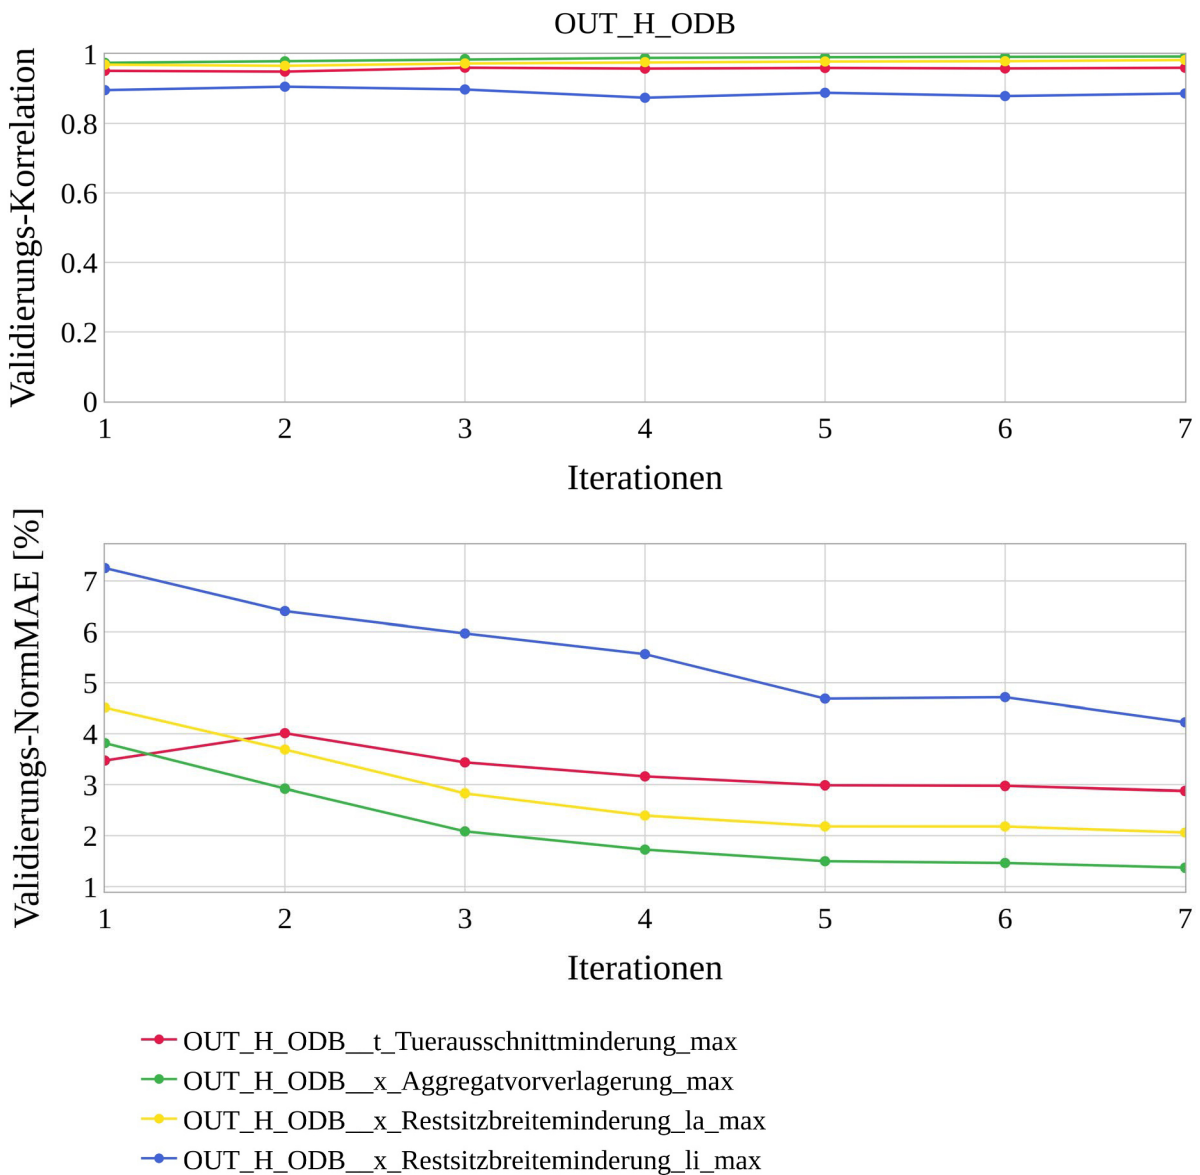 OUT_H_ODB
Validierungs-Korrelation
1
0.8
0.6
0.4
0.2
0
1 2 3 4 5 6 7
Iterationen
Validierungs-NormMAE [%]
7
6
5
4
3
2
1
1 2 3 4 5 6 7
Iterationen
OUT_H_ODB__t_Tuerausschnittminderung_max
OUT_H_ODB__x_Aggregatvorverlagerung_max
OUT_H_ODB__x_Restsitzbreiteminderung_la_max
OUT_H_ODB__x_Restsitzbreiteminderung_li_max